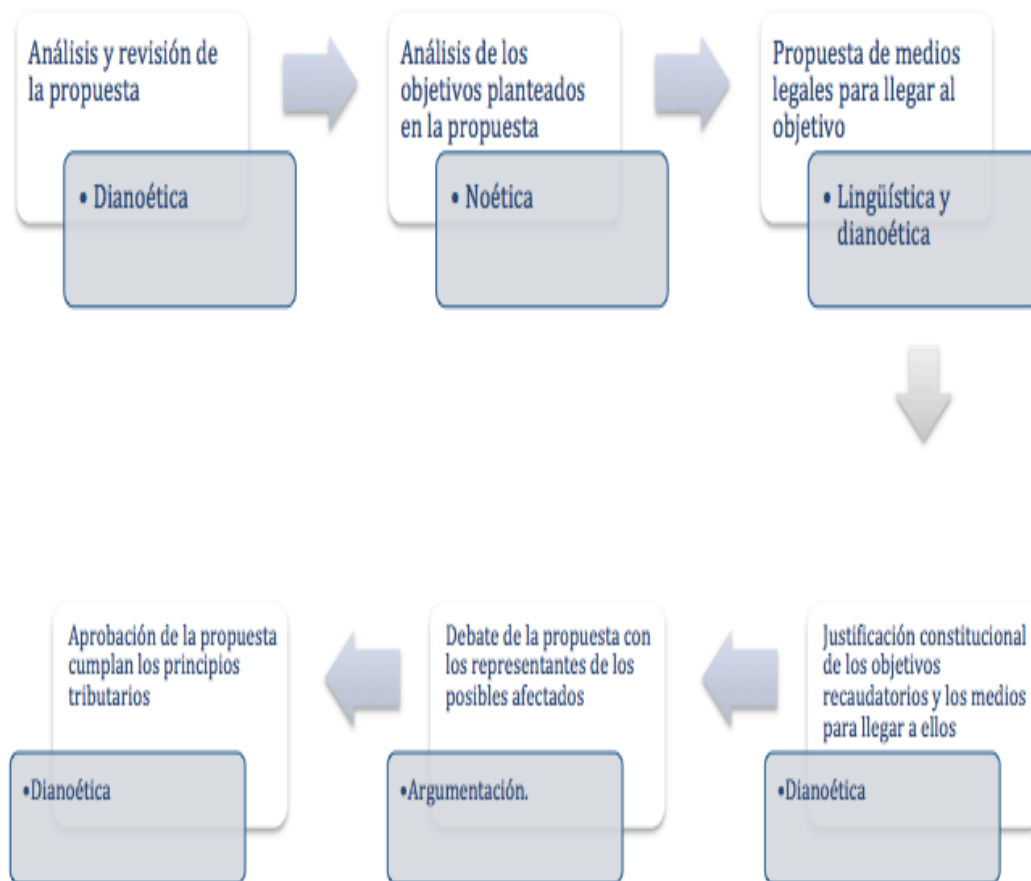 Análisis y revisión de
la propuesta
• Dianoética
Análisis de los
objetivos planteados
en la propuesta
• Noética
Propuesta de medios
legales para llegar al
objetivo
• Lingüística y
dianoética
Justificación constitucional
de los objetivos
recaudatorios y los medios
para llegar a ellos
•Dianoética
Debate de la propuesta con
los representantes de los
posibles afectados
•Argumentación.
Aprobación de la propuesta
cumplan los principios
tributarios
•Dianoética